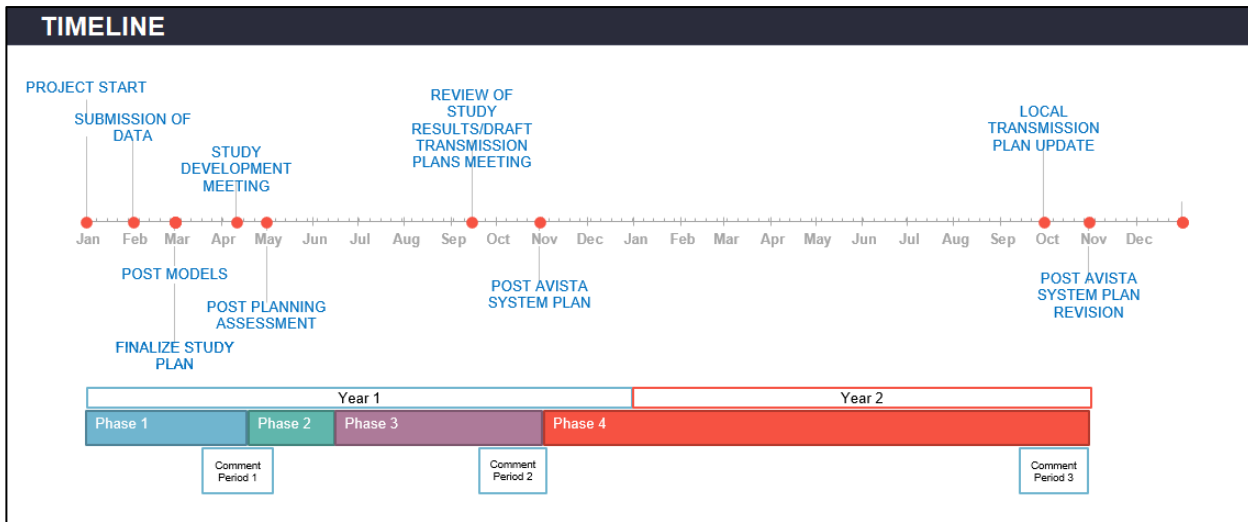 TIMELINE
PROJECT START
SUBMISSION OF
DATA
STUDY
DEVELOPMENT
MEETING
REVIEW OF
STUDY
RESULTS/DRAFT
TRANSMISSION
PLANS MEETING
LOCAL
TRANSMISSION
PLAN UPDATE
Jan Feb Mar Apr May Jun Jul Aug Sep Oct Nov Dec Jan Feb Mar Apr May Jun Jul Aug Sep Oct Nov Dec
POST MODELS
FINALIZE STUDY
PLAN
POST PLANNING
ASSESSMENT
POST AVISTA
SYSTEM PLAN
POST AVISTA
SYSTEM PLAN
REVISION
Year 1 Year 2
Phase 1 Phase 2 Phase 3 Phase 4
Comment
Period 1
Comment
Period 2
Comment
Period 3